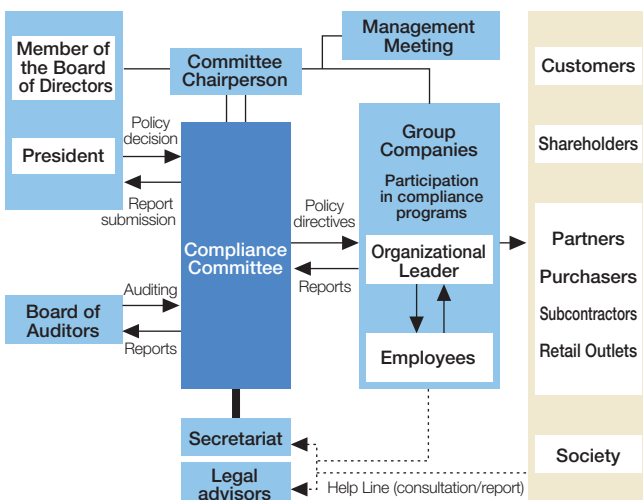 Member of
the Board
of Directors
President
Committee
Chairperson
Management
Meeting
Policy
decision
Report
submission
Compliance
Committee
Board of
Auditors
Auditing
Reports
Policy
directives
Reports
Group
Companies
Participation
in compliance
programs
Organizational
Leader
Employees
Secretariat
Legal
advisors
Help Line (consultation/report)
Customers
Shareholders
Partners
Purchasers
Subcontractors
Retail Outlets
Society